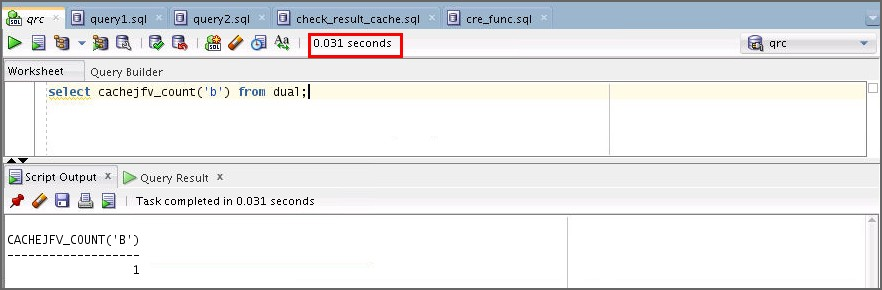 qrc query1.sql query2.sql check_result_cache.sql cre_func.sql
0.031 seconds qrc
Worksheet Query Builder
select cachejfv_count('b') from dual;
Script Output x Query Result x
Task completed in 0.031 seconds
CACHEJFV_COUNT('B')
-------------------
1